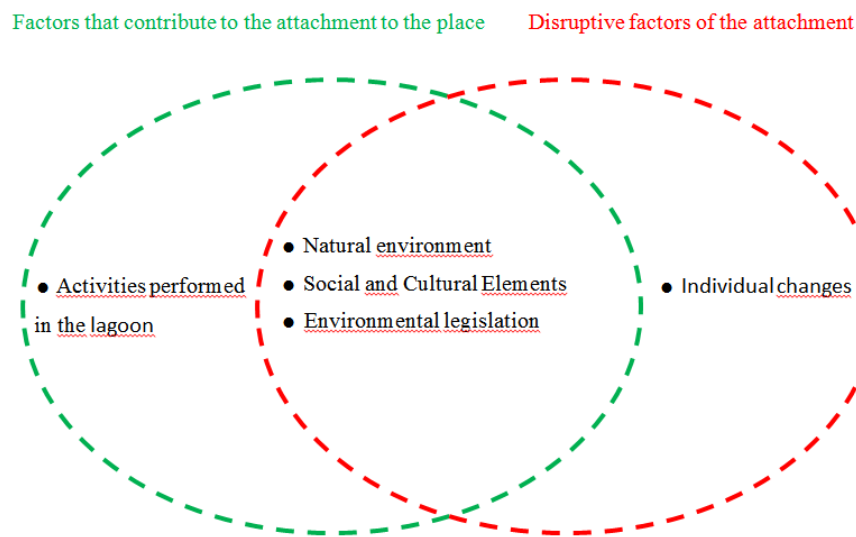 Factors that contribute to the attachment to the place
Disruptive factors of the attachment
● Activities performed
in the lagoon
● Natural environment
● Social and Cultural Elements
● Environmental legislation
● Individual changes